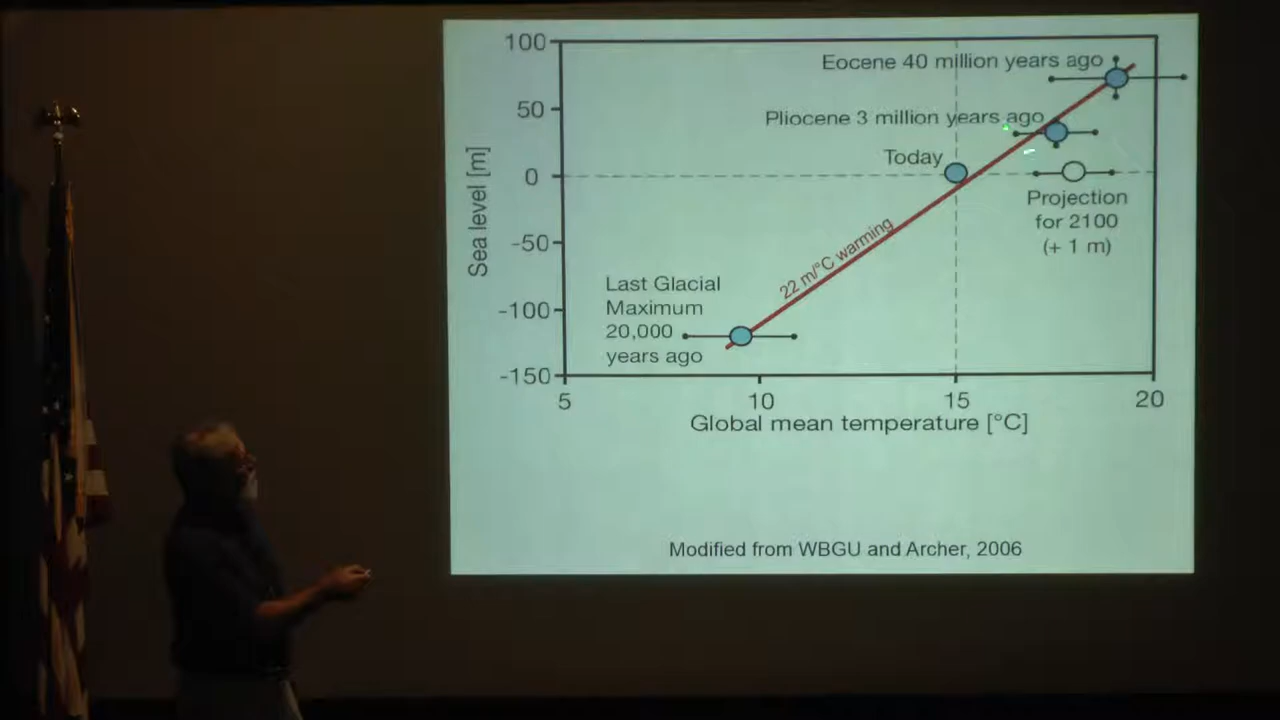 100
Eocene 40 million years ago
50
Pliocene 3 million years ago
Today
0
Projection
for 2100
(+ 1 m)
-50
22 m/°C warming
Sea level [m]
Last Glacial
Maximum
20,000
years ago
-100
-150
5
10
15
20
Global mean temperature [°C]
Modified from WBGU and Archer, 2006